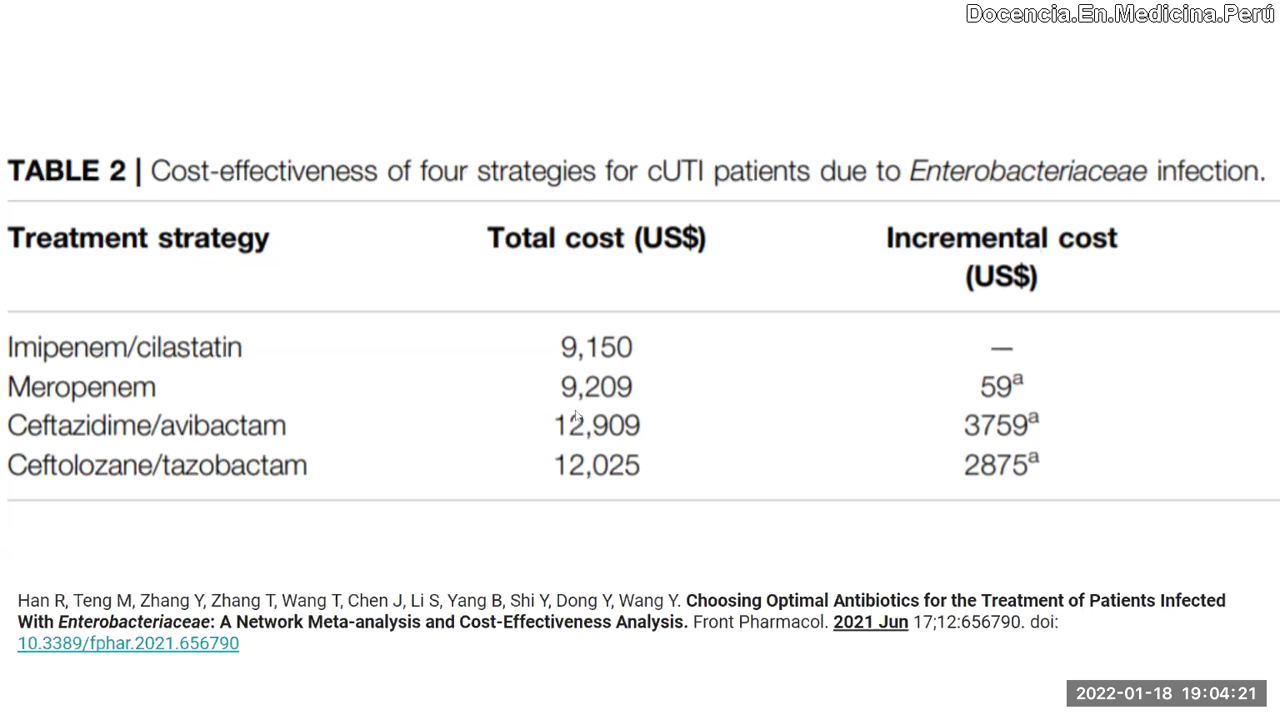 Docencia.En.Medicina.Perú
TABLE 2 | Cost-effectiveness of four strategies for cUTI patients due to Enterobacteriaceae infection.
Treatment strategy Total cost (US$) Incremental cost
(US$)
Imipenem/cilastatin 9,150 —
Meropenem 9,209 59a
Ceftazidime/avibactam 12,909 3759a
Ceftolozane/tazobactam 12,025 2875a
Han R, Teng M, Zhang Y, Zhang T, Wang T, Chen J, Li S, Yang B, Shi Y, Dong Y, Wang Y. Choosing Optimal Antibiotics for the Treatment of Patients Infected
With Enterobacteriaceae: A Network Meta-analysis and Cost-Effectiveness Analysis. Front Pharmacol. 2021 Jun 17;12:656790. doi:
10.3389/fphar.2021.656790
2022-01-18 19:04:21